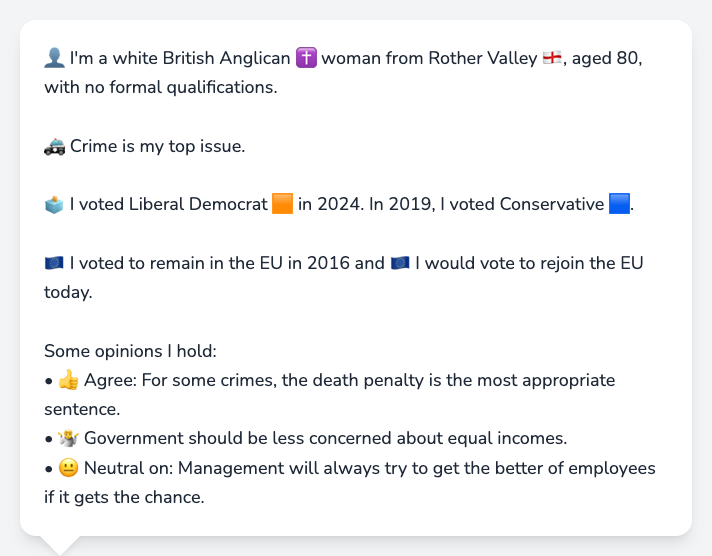 👤 I'm a white British Anglican ✝️ woman from Rother Valley 🏴󠁧󠁢󠁥󠁮󠁧󠁿, aged 80,
with no formal qualifications.
🚓 Crime is my top issue.
🗳️ I voted Liberal Democrat 🟧 in 2024. In 2019, I voted Conservative 🟦.
🇪🇺 I voted to remain in the EU in 2016 and 🇪🇺 I would vote to rejoin the EU
today.
Some opinions I hold:
• 👍 Agree: For some crimes, the death penalty is the most appropriate
sentence.
• 🤷 Government should be less concerned about equal incomes.
• 😐 Neutral on: Management will always try to get the better of employees
if it gets the chance.